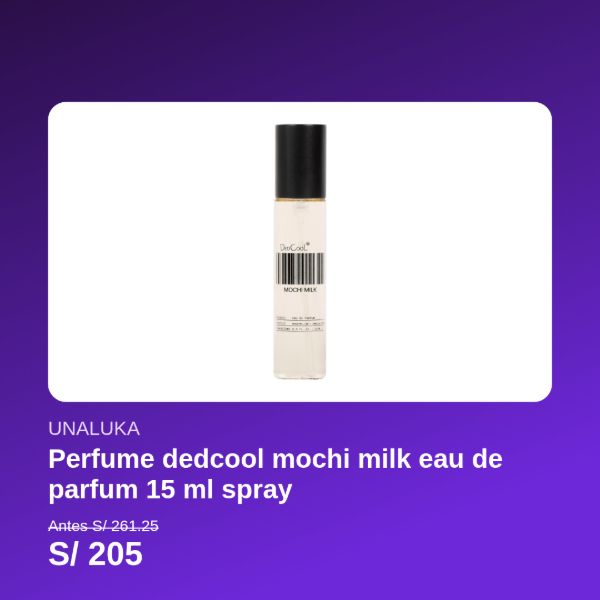 DedCool®
MOCHI MILK
UNALUKA
Perfume dedcool mochi milk eau de
parfum 15 ml spray
Antes S/ 261.25
S/ 205